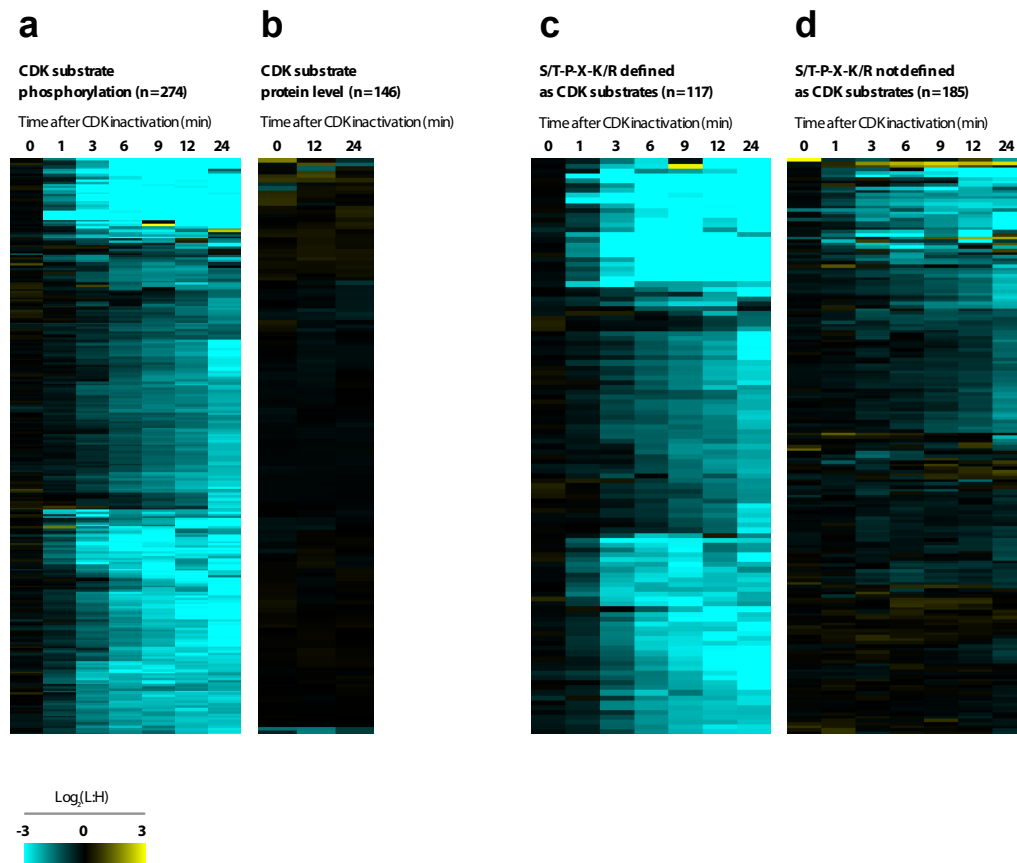 a
CDK substrate
phosphorylation (n=274)
Time after CDK inactivation (min)
0 1 3 6 9 12 24
b
CDK substrate
protein level (n=146)
Time after CDK inactivation (min)
0 12 24
c
S/T-P-X-K/R defined
as CDK substrates (n=117)
Time after CDK inactivation (min)
0 1 3 6 9 12 24
d
S/T-P-X-K/R not defined
as CDK substrates (n=185)
Time after CDK inactivation (min)
0 1 3 6 9 12 24
Log2(L:H)
-3 0 3